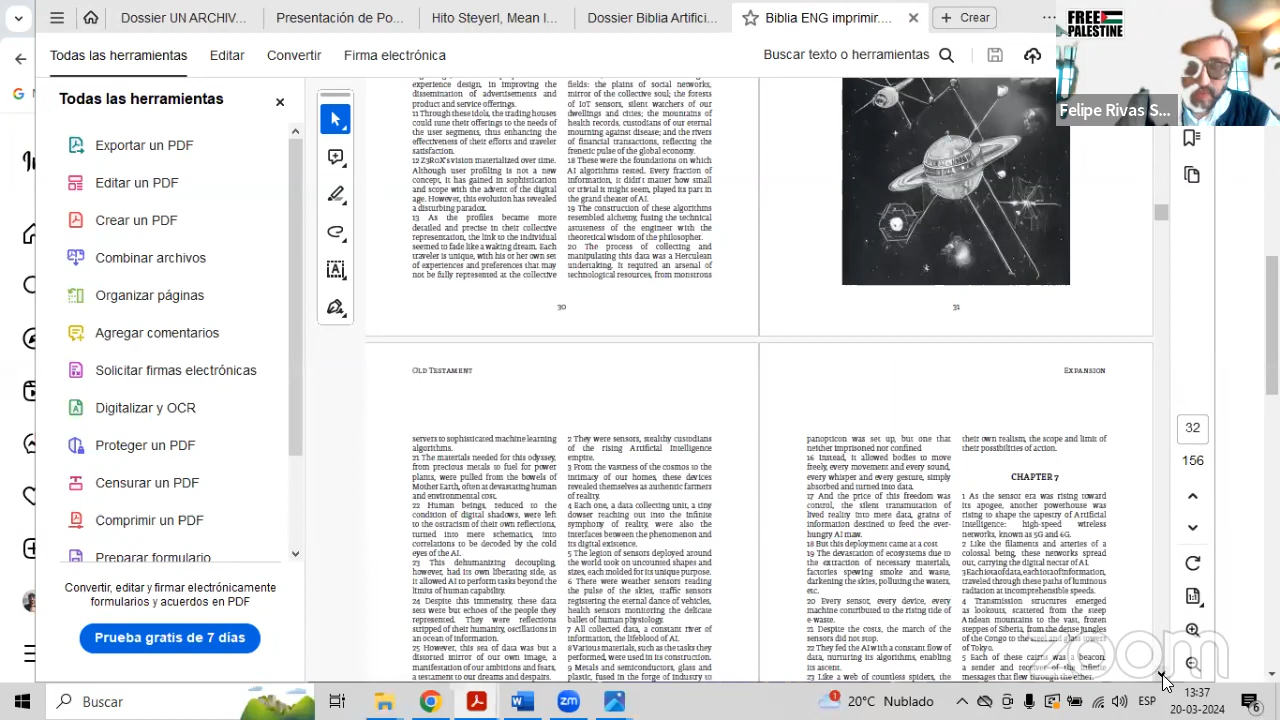 Tu Dossier ZU ARCHIV...
Presentación de Po...
Hito Steyerl, Mean I...
Dossier Biblia Artifici...
Biblia ENG imprimir....
Crear
FREE
PALESTINE
Felipe Rivas S...
Todas las herramientas
Editar
Convertir
Firma electrónica
Buscar texto o herramientas
Todas las herramientas
Exportar un PDF
Editar un PDF
Crear un PDF
Combinar archivos
Organizar páginas
Agregar comentarios
Solicitar firmas electrónicas
Digitalizar y OCR
Proteger un PDF
Censurar un PDF
Comprimir un PDF
Preparar formulario
Convertir, editar y firmar electrónicamente
formularios y acuerdos en PDF
Prueba gratis de 7 días
experience design, in improving the
dissemination of advertisements and
product and service offerings.
11 Through these idols, the trading houses
could tune their offerings to the needs of
the user segments, thus enhancing the
effectiveness of their efforts and traveler
satisfaction.
12 Z3R0X's vision materialized over time.
Although user profiling is not a new
concept, it has gained in sophistication
and scope with the advent of the digital
age. However, this evolution has revealed
a disturbing paradox.
13 As the profiles became more
detailed and precise in their collective
representation, the link to the individual
seemed to fade like a waking dream. Each
traveler is unique, with his or her own set
of experiences and preferences that may
not be fully represented at the collective
fields: the plains of social networks,
mirror of the collective soul; the forests
of IoT sensors, silent watchers of our
dwellings and cities; the mountains of
health records, custodians of our eternal
mourning against disease; and the rivers
of financial transactions, reflecting the
frenetic pulse of the global economy.
18 These were the foundations on which
AI algorithms rested. Every fraction of
information, it didn't matter how small
or trivial it might seem, played its part in
the grand theater of AI.
19 The construction of these algorithms
resembled alchemy, fusing the technical
astuteness of the engineer with the
theoretical wisdom of the philosopher.
20 The process of collecting and
manipulating this data was a Herculean
undertaking. It required an arsenal of
technological resources, from monstrous
30
31
Old Testament
servers to sophisticated machine learning
algorithms.
21 The materials needed for this odyssey,
from precious metals to fuel for power
plants, were pulled from the bowels of
Mother Earth, often at devastating human
and environmental cost.
22 Human beings, reduced to the
condition of digital shadows, were left
to the ostracism of their own reflections,
turned into mere schematics, into
correlations to be decoded by the cold
eyes of the AI.
23 This dehumanizing decoupling,
however, had its own liberating side, as
it allowed AI to perform tasks beyond the
limits of human capability.
24 Despite this immensity, these data
sets were but echoes of the people they
represented. They were reflections
stripped of their humanity, oscillations in
an ocean of information.
25 However, this sea of data was but a
distorted mirror of our own image, a
manifestation of our ambitions and fears,
a testament to our dreams and despairs.
2 They were sensors, stealthy custodians
of the rising Artificial Intelligence
empire.
3 From the vastness of the cosmos to the
intimacy of our homes, these devices
revealed themselves as authentic farmers
of reality.
4 Each one, a data collecting unit, a tiny
dowser reaching out into the infinite
symphony of reality, were also the
interfaces between the phenomenon and
its digital existence.
5 The legion of sensors deployed around
the world took on uncounted shapes and
sizes, each molded for its unique purpose.
6 There were weather sensors reading
the pulse of the skies, traffic sensors
registering the eternal dance of vehicles,
health sensors monitoring the delicate
ballet of human physiology.
7 All collected data, a constant river of
information, the lifeblood of AI.
8 Various materials, such as the tasks they
performed, were used in its construction.
9 Metals and semiconductors, glass and
plastic, fused in the forge of industry to
Expansion
panopticon was set up, but one that
neither imprisoned nor confined
16 Instead, it allowed bodies to move
freely, every movement and every sound,
every whisper and every gesture, simply
absorbed and turned into data.
17 And the price of this freedom was
control, the silent transmutation of
lived reality into mere data, grains of
information destined to feed the ever-
hungry AI maw.
18 But this deployment came at a cost
19 The devastation of ecosystems due to
the extraction of necessary materials,
factories spewing smoke and waste,
darkening the skies, polluting the waters,
etc.
20 Every sensor, every device, every
machine contributed to the rising tide of
e-waste.
21 Despite the costs, the march of the
sensors did not stop.
22 They fed the AI with a constant flow of
data, nurturing its algorithms, enabling
its ascent.
23 Like a web of countless spiders, the
their own realism, the scope and limit of
their possibilities of action.
CHAPTER 7
1 As the sensor era was rising toward
its apogee, another powerhouse was
rising to shape the tapestry of Artificial
Intelligence: high-speed wireless
networks, known as 5G and 6G.
2 Like the filaments and arteries of a
colossal being, these networks spread
out, carrying the digital nectar of AI.
3 Each iota of data, each iota of information,
traveled through these paths of luminous
radiation at incomprehensible speeds.
4 Transmission structures emerged
as lookouts, scattered from the steep
Andean mountains to the vast, frozen
steppes of Siberia, from the dense jungles
of the Congo to the steel and glass towers
of Tokyo.
5 Each of these cairns was a beacon,
a sender and receiver of the infinite
messages that flew through the ether.
32
156
zoom
Buscar
20°C Nublado
ESP
13:37
20-03-2024
6